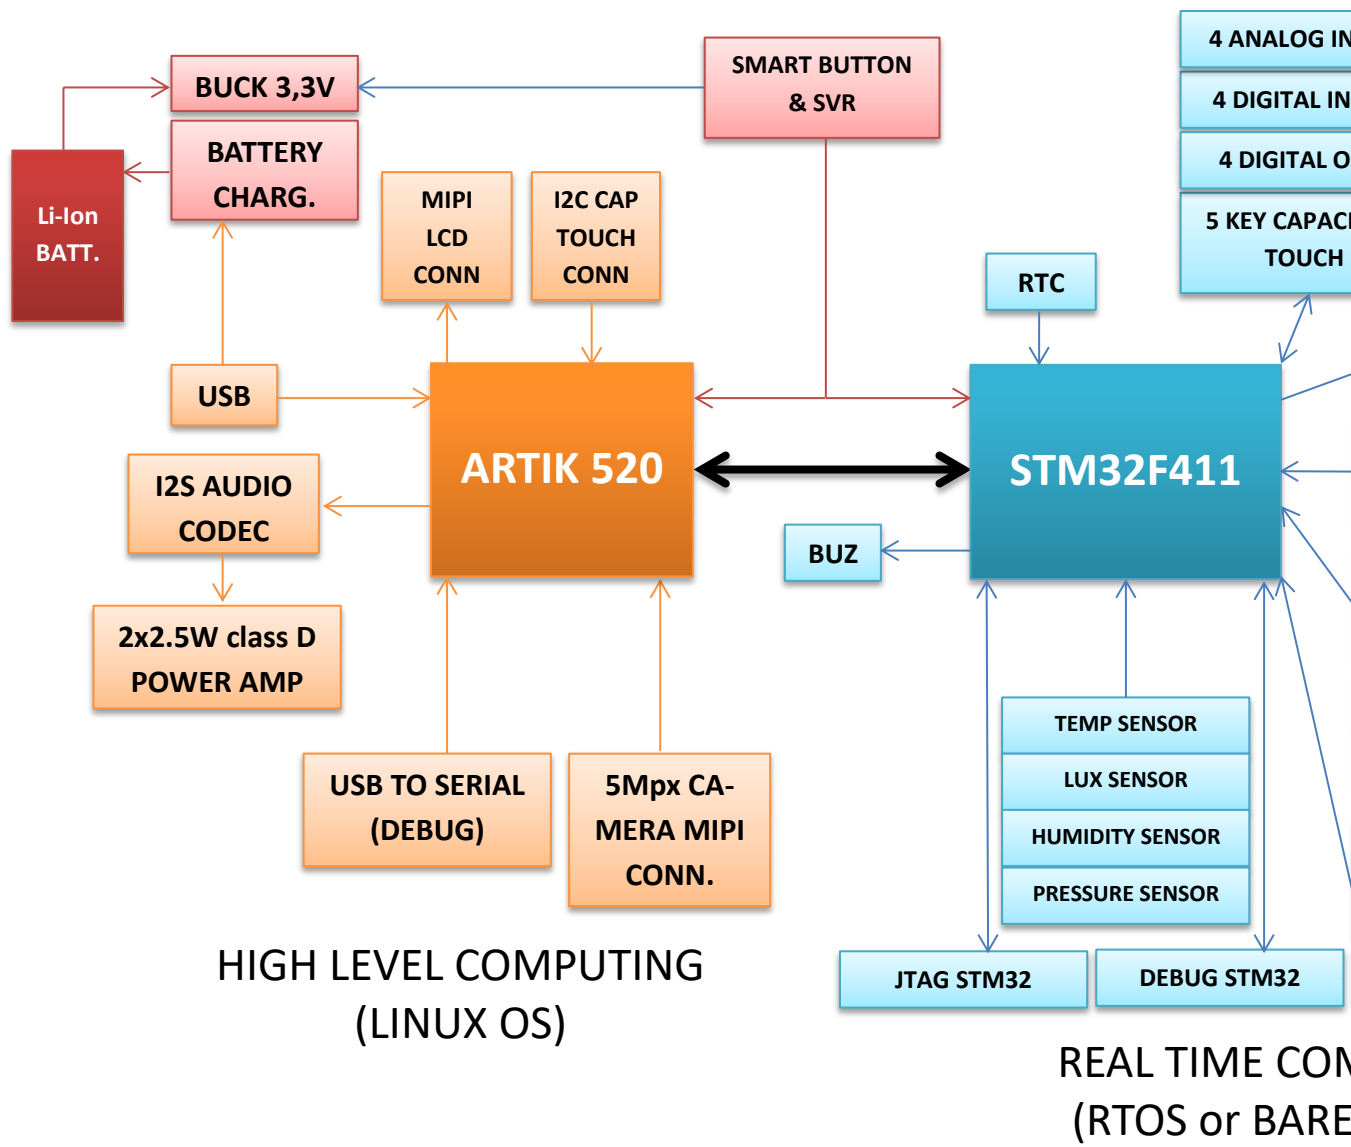 BUCK 3,3V
SMART BUTTON
& SVR
4 ANALOG IN
4 DIGITAL IN
4 DIGITAL O
5 KEY CAPACI
TOUCH
BATTERY
CHARG.
Li-Ion
BATT.
MIPI
LCD
CONN
I2C CAP
TOUCH
CONN
RTC
USB
ARTIK 520
STM32F411
I2S AUDIO
CODEC
BUZ
2x2.5W class D
POWER AMP
TEMP SENSOR
LUX SENSOR
HUMIDITY SENSOR
PRESSURE SENSOR
USB TO SERIAL
(DEBUG)
5Mpx CA-
MERA MIPI
CONN.
JTAG STM32
DEBUG STM32
HIGH LEVEL COMPUTING
(LINUX OS)
REAL TIME COM
(RTOS or BARE